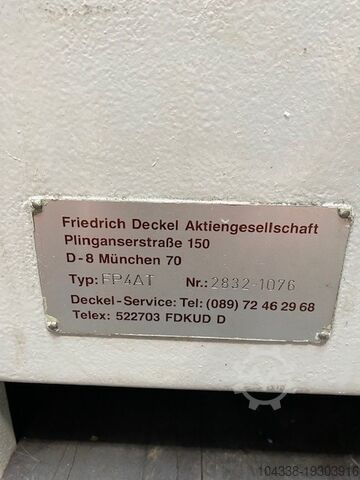 Friedrich Deckel Aktiengesellschaft
Plinganserstraße 150
D-8 München 70
Typ: FP4AT Nr.: 2832-1076
Deckel-Service: Tel: (089) 72 46 29 68
Telex: 522703 FDKUD D
104338-19303916